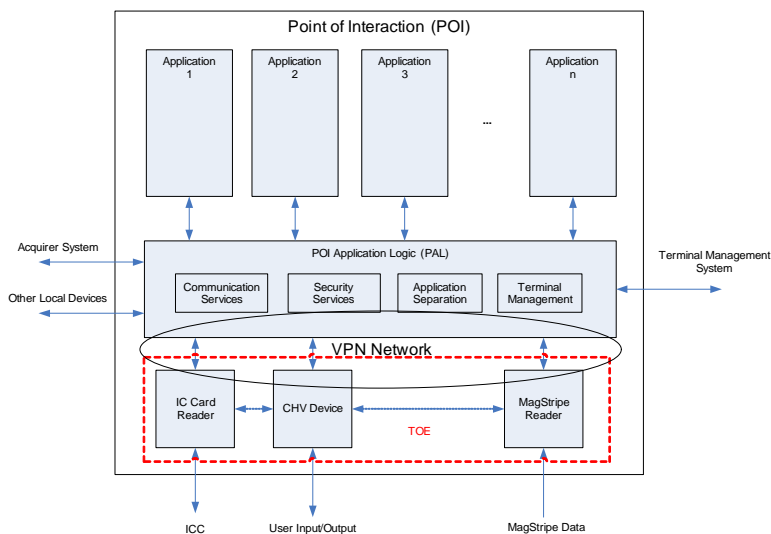 Point of Interaction (POI)
Application
1
Application
2
Application
3
...
Application
n
Acquirer System
Other Local Devices
POI Application Logic (PAL)
Communication
Services
Security
Services
Application
Separation
Terminal
Management
Terminal Management
System
VPN Network
IC Card
Reader
CHV Device
TOE
MagStripe
Reader
ICC
User Input/Output
MagStripe Data